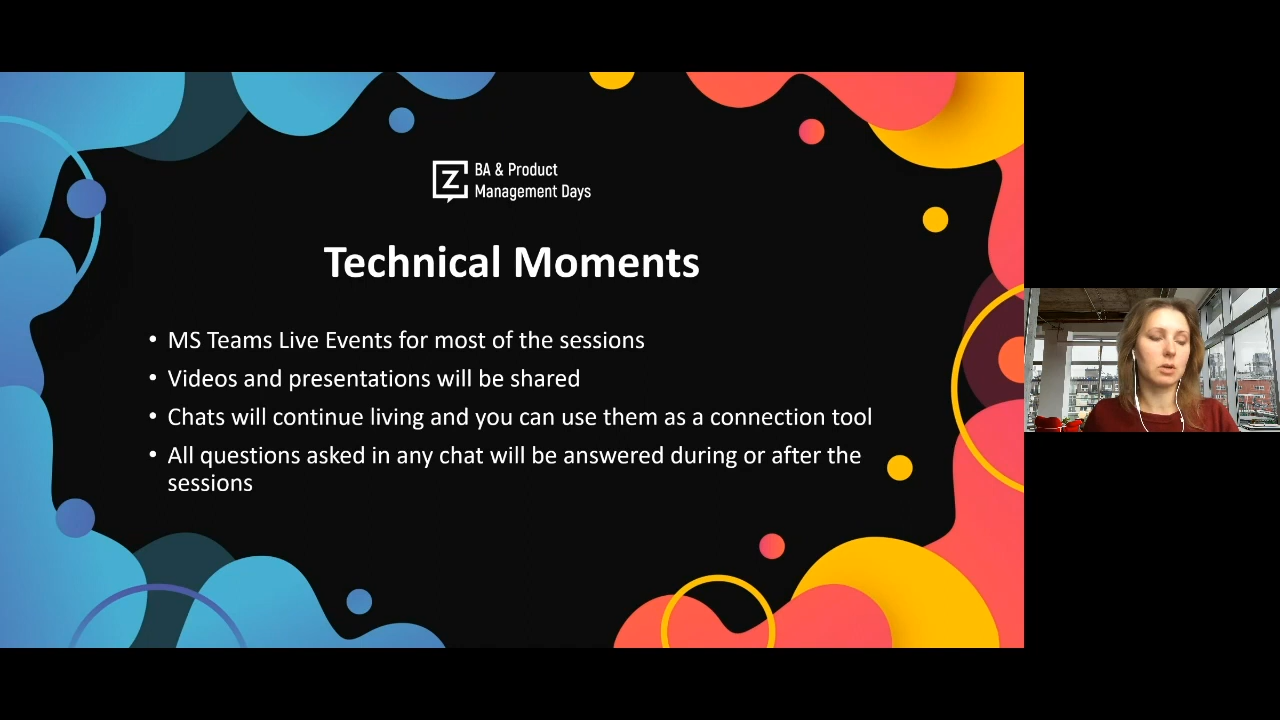 Z
BA & Product
Management Days
Technical Moments
• MS Teams Live Events for most of the sessions
• Videos and presentations will be shared
• Chats will continue living and you can use them as a connection tool
• All questions asked in any chat will be answered during or after the
sessions